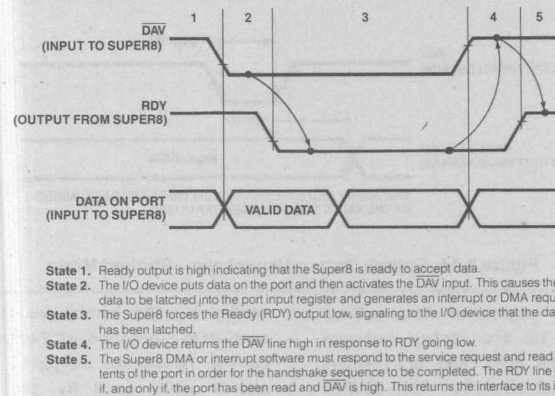 1 2 3 4 5
DAV
(INPUT TO SUPER8)
RDY
(OUTPUT FROM SUPER8)
DATA ON PORT
(INPUT TO SUPER8)
VALID DATA
State 1. Ready output is high indicating that the Super8 is ready to accept data.
State 2. The I/O device puts data on the port and then activates the DAV input. This causes the
data to be latched into the port input register and generates an interrupt or DMA requ
State 3. The Super8 forces the Ready (RDY) output low, signaling to the I/O device that the da
has been latched.
State 4. The I/O device returns the DAV line high in response to RDY going low.
State 5. The Super8 DMA or interrupt software must respond to the service request and read
tents of the port in order for the handshake sequence to be completed. The RDY line
if, and only if, the port has been read and DAV is high. This returns the interface to its i